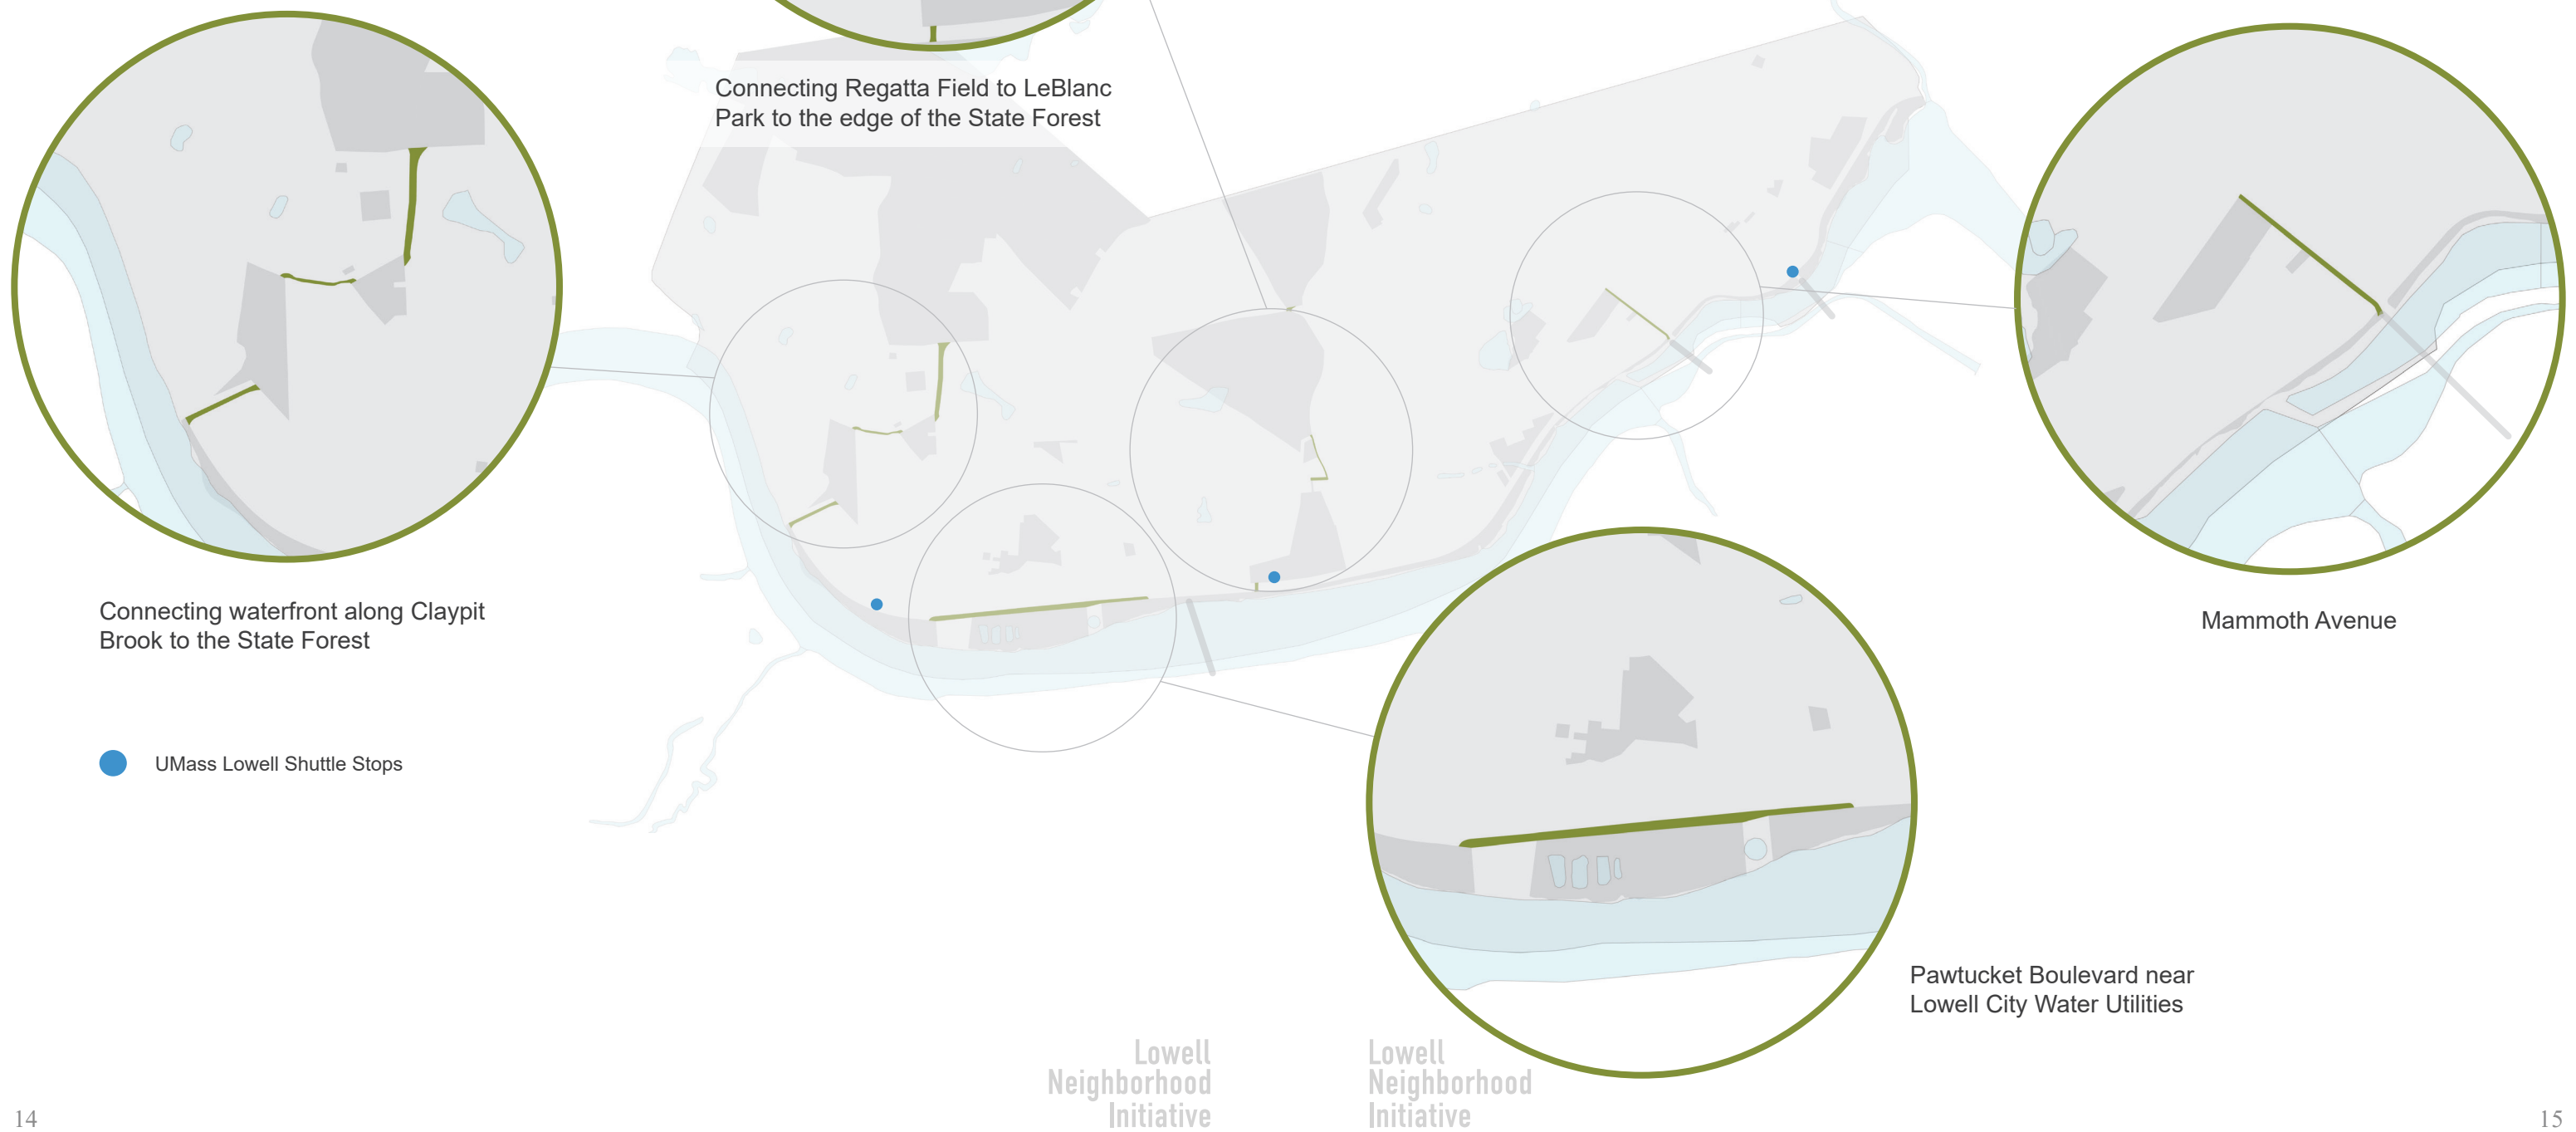 Connecting Regatta Field to LeBlanc
Park to the edge of the State Forest
Connecting waterfront along Claypit
Brook to the State Forest
Mammoth Avenue
UMass Lowell Shuttle Stops
Pawtucket Boulevard near
Lowell City Water Utilities
Lowell
Neighborhood
Initiative
Lowell
Neighborhood
Initiative
14
15